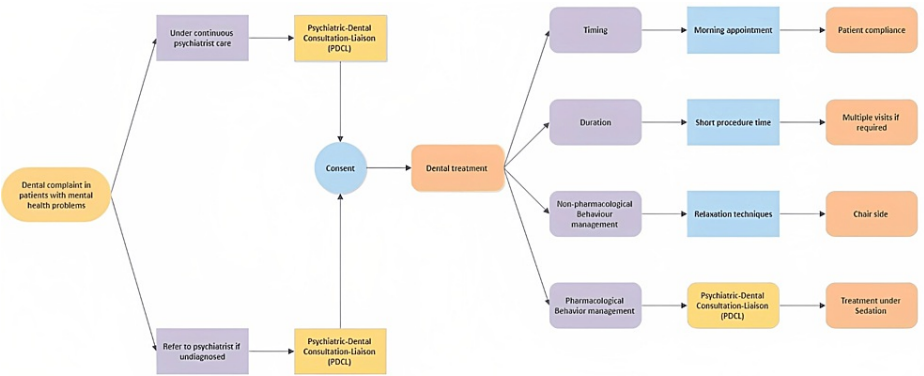 Dental complaint in
patients with mental
health problems
Under continuous
psychiatrist care
Psychiatric-Dental
Consultation-Liaison
(PDCL)
Refer to psychiatrist if
undiagnosed
Psychiatric-Dental
Consultation-Liaison
(PDCL)
Consent
Dental treatment
Timing
Morning appointment
Patient compliance
Duration
Short procedure time
Multiple visits if
required
Non-pharmacological
Behaviour
management
Relaxation techniques
Chair side
Pharmacological
Behavior management
Psychiatric-Dental
Consultation-Liaison
(PDCL)
Treatment under
Sedation